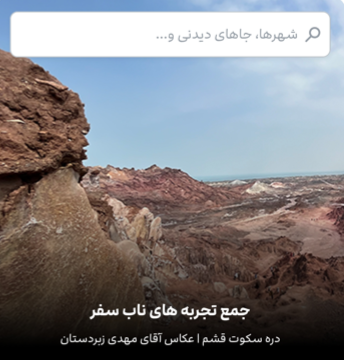 شهرها، جاهای دیدنی و...
جمع تجربه های ناب سفر
دره سکوت قشم | عکاس آقای مهدی زبردستان